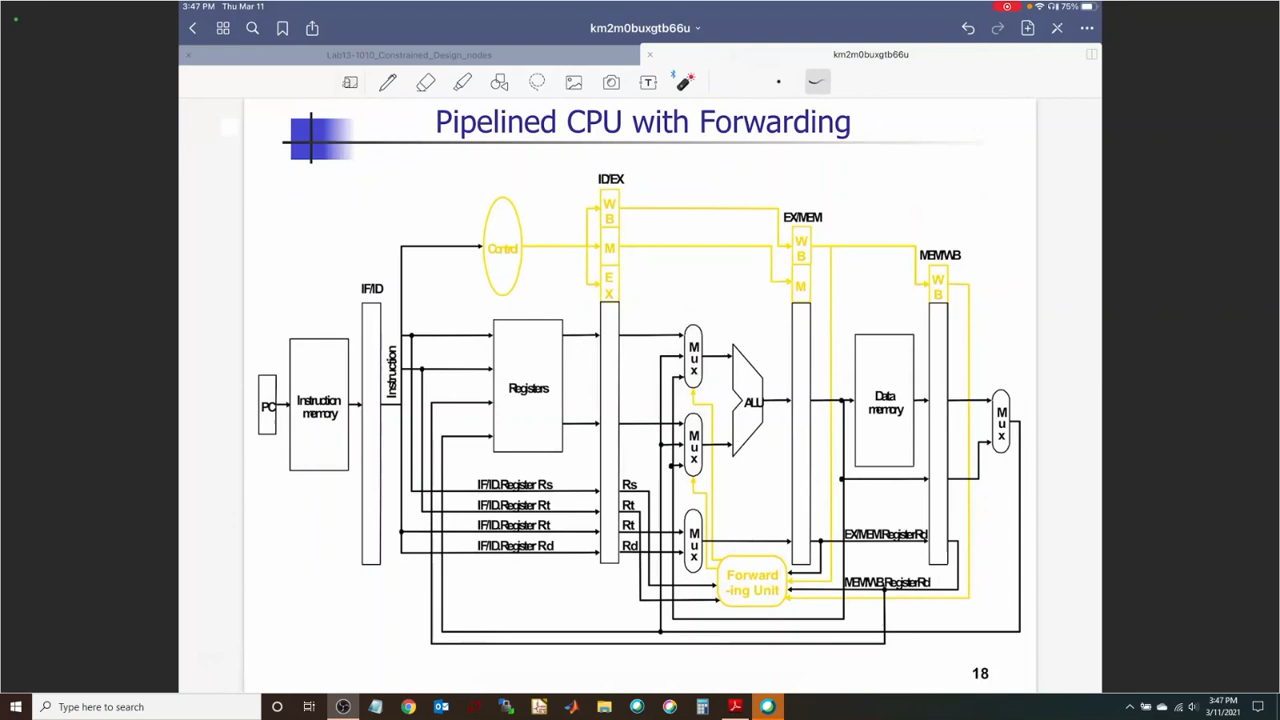 3:47 PM Thu Mar 11
75%
km2m0buxgtb66u
Lab13-1010_Constrained_Design_nodes
km2m0buxgtb66u
T
Pipelined CPU with Forwarding
ID/EX
W
B
M
E
X
Control
EX/MEM
W
B
M
MEM/WB
W
B
IF/ID
Instruction
PC
Instruction
memory
Registers
M
u
x
M
u
x
M
u
x
ALU
Data
memory
M
u
x
IF/ID.Register Rs
IF/ID.Register Rt
IF/ID.Register Rt
IF/ID.Register Rd
Rs
Rt
Rt
Rd
EX/MEM.RegisterRd
MEM/WB.RegisterRd
Forward
-ing Unit
18
Type here to search
3:47 PM
3/11/2021